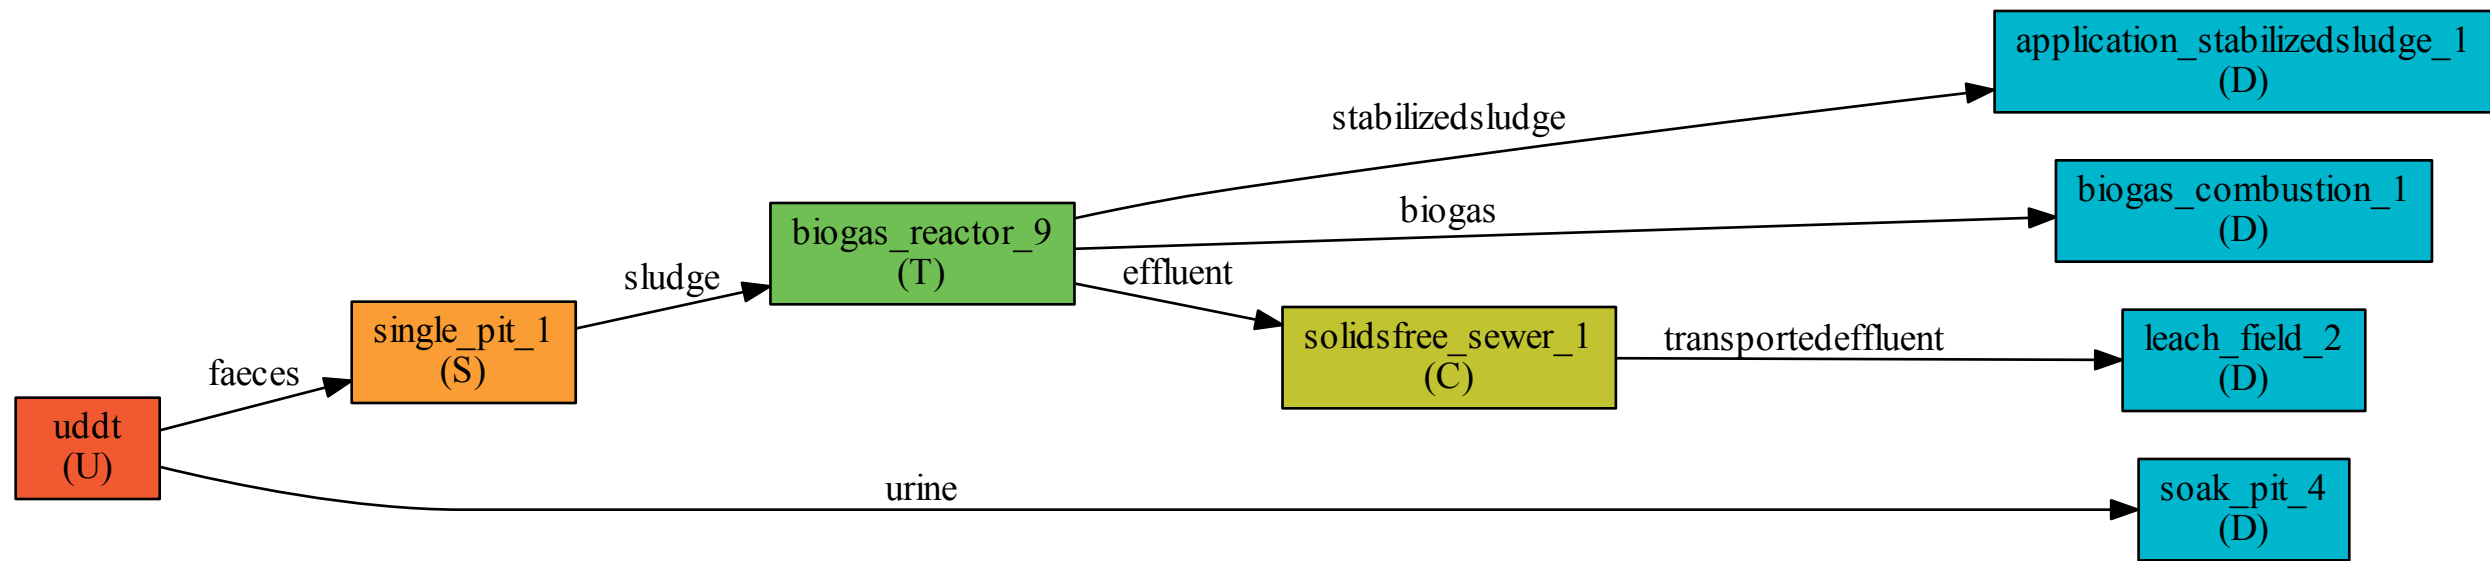 application_stabilizedsludge_1
(D)
stabilizedsludge
biogas_combustion_1
(D)
biogas
biogas_reactor_9
(T)
effluent
sludge
single_pit_1
(S)
solidsfree_sewer_1
(C)
transportedeffluent
leach_field_2
(D)
faeces
uddt
(U)
urine
soak_pit_4
(D)